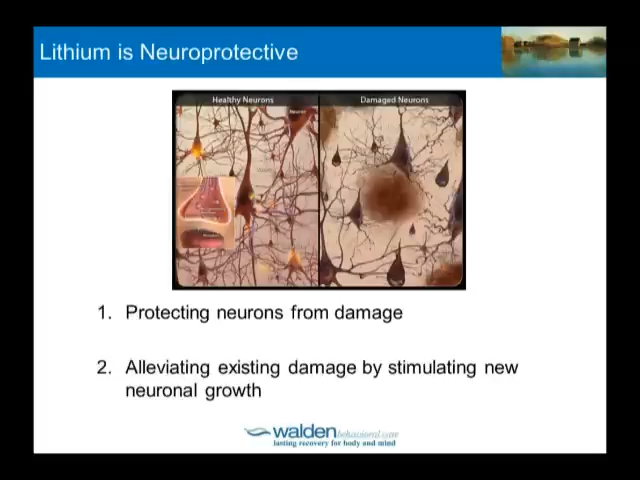 Lithium is Neuroprotective
Healthy Neurons
Damaged Neurons
Neuron
1. Protecting neurons from damage
2. Alleviating existing damage by stimulating new
neuronal growth
walden behavioral care
lasting recovery for body and mind